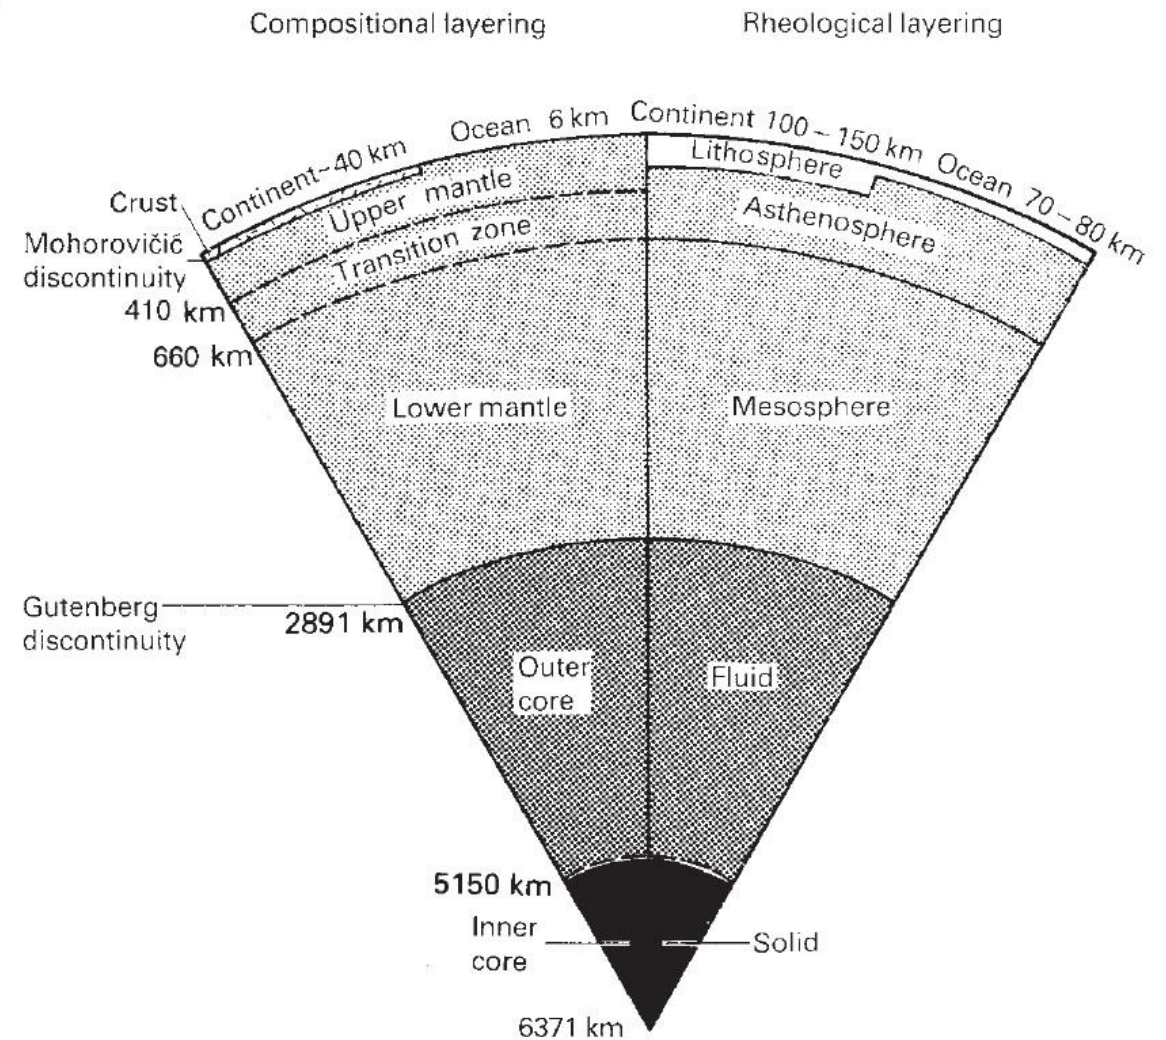 Compositional layering
Rheological layering
Continent~40 km
Ocean 6 km
Continent 100 – 150 km
Ocean 70 – 80 km
Crust
Mohorovičić
discontinuity
410 km
660 km
Upper mantle
Transition zone
Lithosphere
Asthenosphere
Lower mantle
Mesosphere
Gutenberg
discontinuity
2891 km
Outer
core
Fluid
5150 km
Inner
core
Solid
6371 km